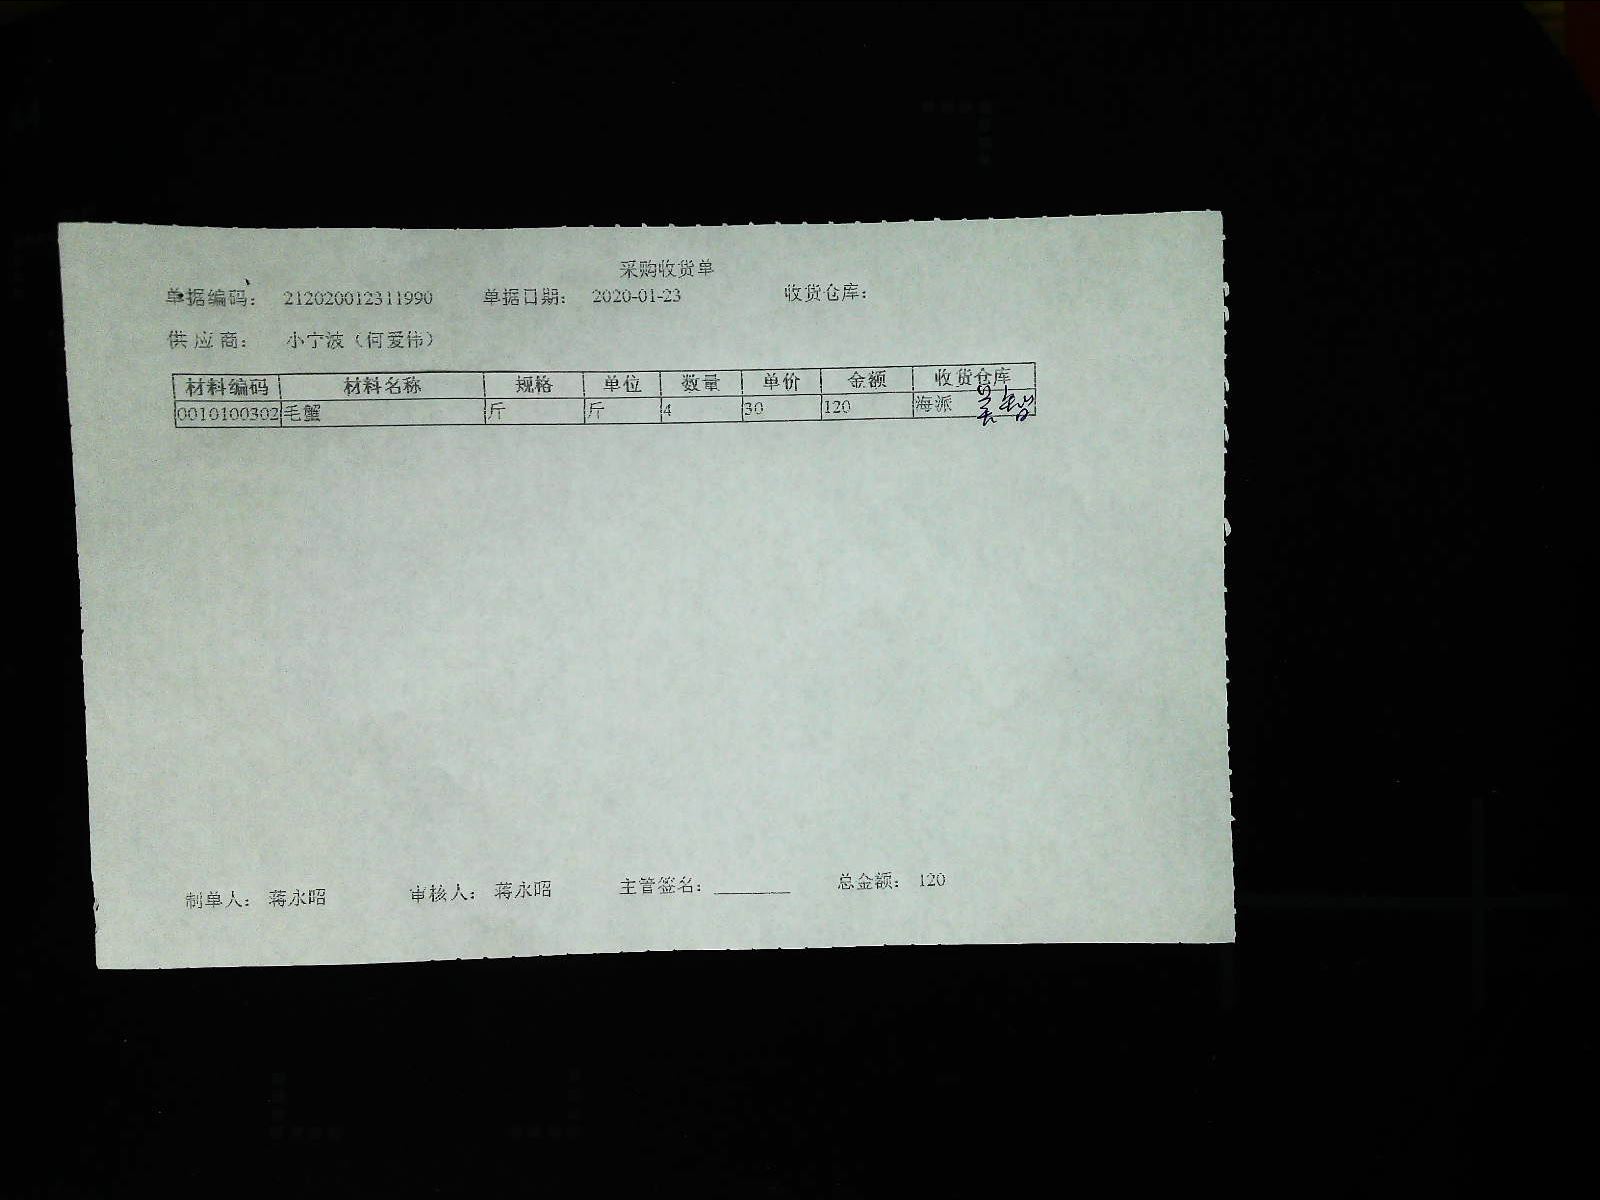 采购收货单
单据编码： 212020012311990 单据日期： 2020-01-23 收货仓库：
供应商： 小宁波（何爱伟）
材料编码 材料名称 规格 单位 数量 单价 金额 收货仓库
0010100302 毛蟹 斤 斤 4 30 120 海派
制单人： 蒋永昭 审核人： 蒋永昭 主管签名：________ 总金额： 120